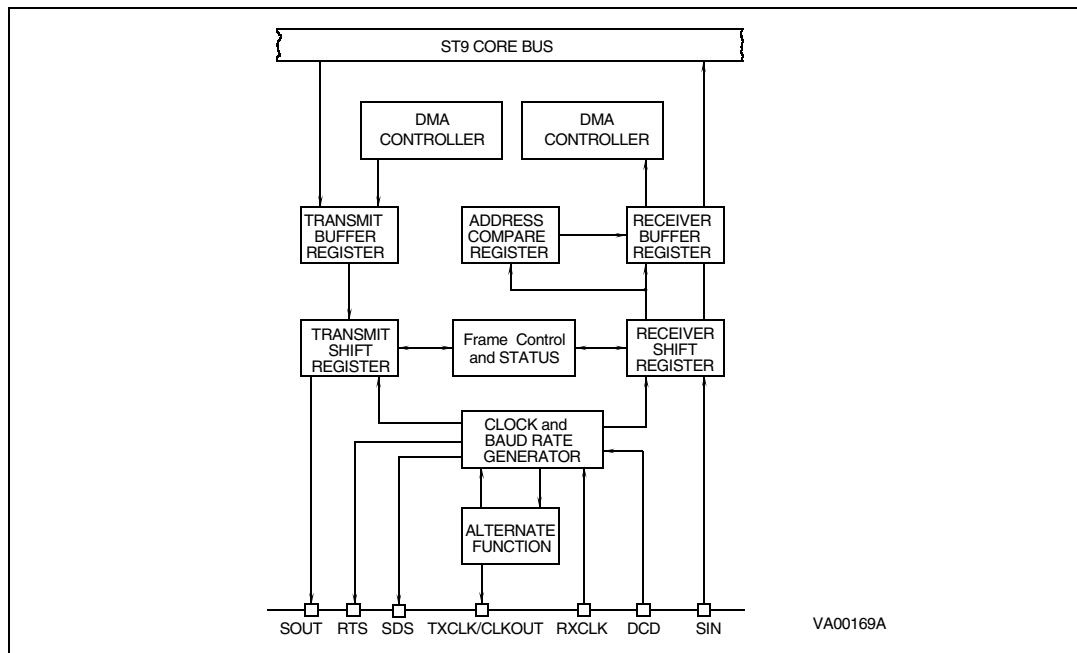 ST9 CORE BUS
DMA
CONTROLLER
DMA
CONTROLLER
TRANSMIT
BUFFER
REGISTER
ADDRESS
COMPARE
REGISTER
RECEIVER
BUFFER
REGISTER
TRANSMIT
SHIFT
REGISTER
Frame Control
and STATUS
RECEIVER
SHIFT
REGISTER
CLOCK and
BAUD RATE
GENERATOR
ALTERNATE
FUNCTION
SOUT RTS SDS TXCLK/CLKOUT RXCLK DCD SIN
VA00169A